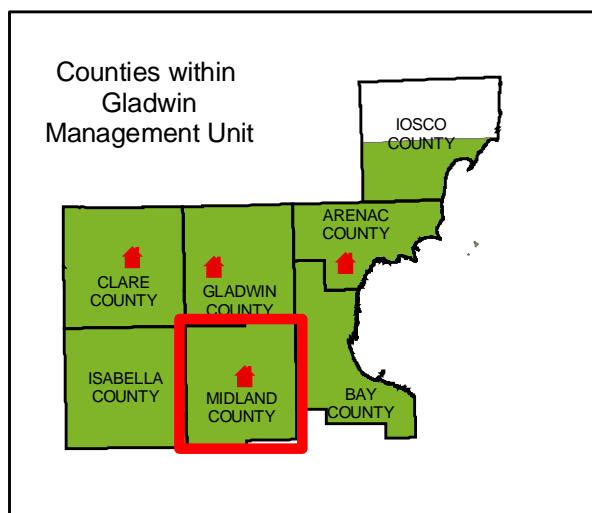 Counties within
Gladwin
Management Unit
IOSCO
COUNTY
ARENAC
COUNTY
CLARE
COUNTY
GLADWIN
COUNTY
ISABELLA
COUNTY
MIDLAND
COUNTY
BAY
COUNTY